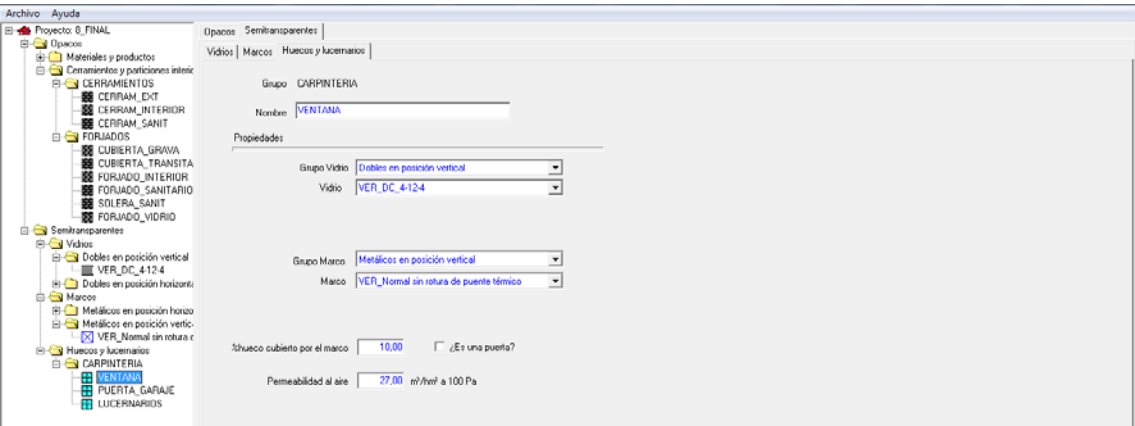 Archivo Ayuda
Proyecto: 8_FINAL
Opacos
Materiales y productos
Cerramientos y particiones interio
CERRAMIENTOS
CERRAM_EXT
CERRAM_INTERIOR
CERRAM_SANIT
FORJADOS
CUBIERTA_GRAVA
CUBIERTA_TRANSITA
FORJADO_INTERIOR
FORJADO_SANITARIO
SOLERA_SANIT
FORJADO_VIDRIO
Semitransparentes
Vidrios
Dobles en posición vertical
VER_DC_4-12-4
Dobles en posición horizonta
Marcos
Metálicos en posición horizo
Metálicos en posición vertic
VER_Normal sin rotura d
Huecos y lucernarios
CARPINTERIA
VENTANA
PUERTA_GARAJE
LUCERNARIOS
Opacos Semitransparentes
Vidrios Marcos Huecos y lucernarios
Grupo CARPINTERIA
Nombre VENTANA
Propiedades
Grupo Vidrio Dobles en posición vertical
Vidrio VER_DC_4-12-4
Grupo Marco Metálicos en posición vertical
Marco VER_Normal sin rotura de puente térmico
%hueco cubierto por el marco 10,00 ¿Es una puerta?
Permeabilidad al aire 27,00 m³/hm² a 100 Pa